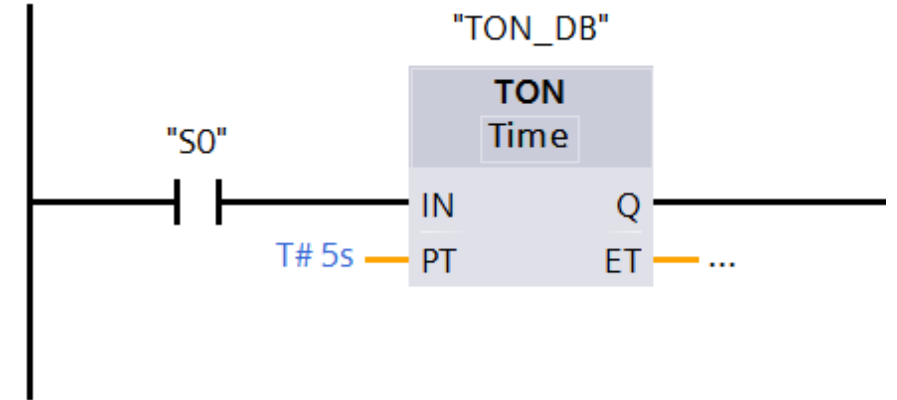 "TON_DB"
TON
Time
"S0"
IN Q
T# 5s PT ET ...